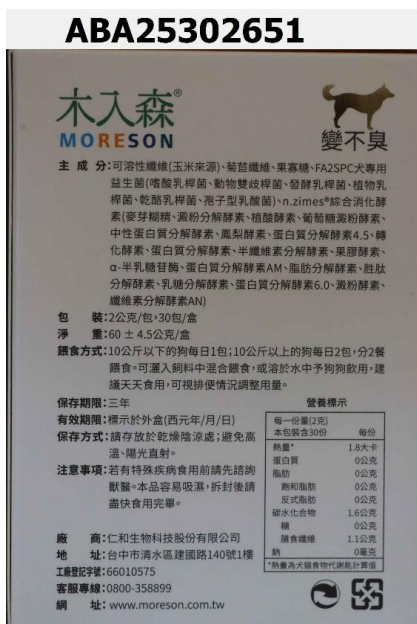 ABA25302651
木入森®
MORESON
變不臭
主 成 分:可溶性纖維(玉米來源)、菊苣纖維、果寡糖、FA2SPC犬專用
益生菌(嗜酸乳桿菌、動物雙歧桿菌、發酵乳桿菌、植物乳
桿菌、乾酪乳桿菌、孢子型乳酸菌)、n.zimes®綜合消化酵
素(麥芽糊精、澱粉分解酵素、植酸酵素、葡萄糖澱粉酵素、
中性蛋白質分解酵素、鳳梨酵素、蛋白質分解酵素4.5、轉
化酵素、蛋白質分解酵素、半纖維素分解酵素、果膠酵素、
α-半乳糖苷酶、蛋白質分解酵素AM、脂肪分解酵素、胜肽
分解酵素、乳糖分解酵素、蛋白質分解酵素6.0、澱粉酵素、
纖維素分解酵素AN)
包 裝:2公克/包,30包/盒
淨 重:60 ± 4.5公克/盒
餵食方式:10公斤以下的狗每日1包;10公斤以上的狗每日2包,分2餐
餵食。可灑入飼料中混合餵食,或溶於水中予狗狗飲用,建
議天天食用,可視排便情況調整用量。
保存期限:三年
有效期限:標示於外盒(西元年/月/日)
保存方式:請存放於乾燥陰涼處;避免高
溫、陽光直射。
注意事項:若有特殊疾病食用前請先諮詢
獸醫。本品容易吸濕,拆封後請
盡快食用完畢。
營養標示
每一份量(2克)
本包裝含30份 每份
熱量* 1.8大卡
蛋白質 0公克
脂肪 0公克
飽和脂肪 0公克
反式脂肪 0公克
碳水化合物 1.6公克
糖 0公克
膳食纖維 1.1公克
鈉 0毫克
*熱量為犬貓食物代謝能計算值
廠 商:仁和生物科技股份有限公司
地 址:台中市清水區建國路140號1樓
工廠登記字號:66010575
客服專線:0800-358899
網 址: www.moreson.com.tw